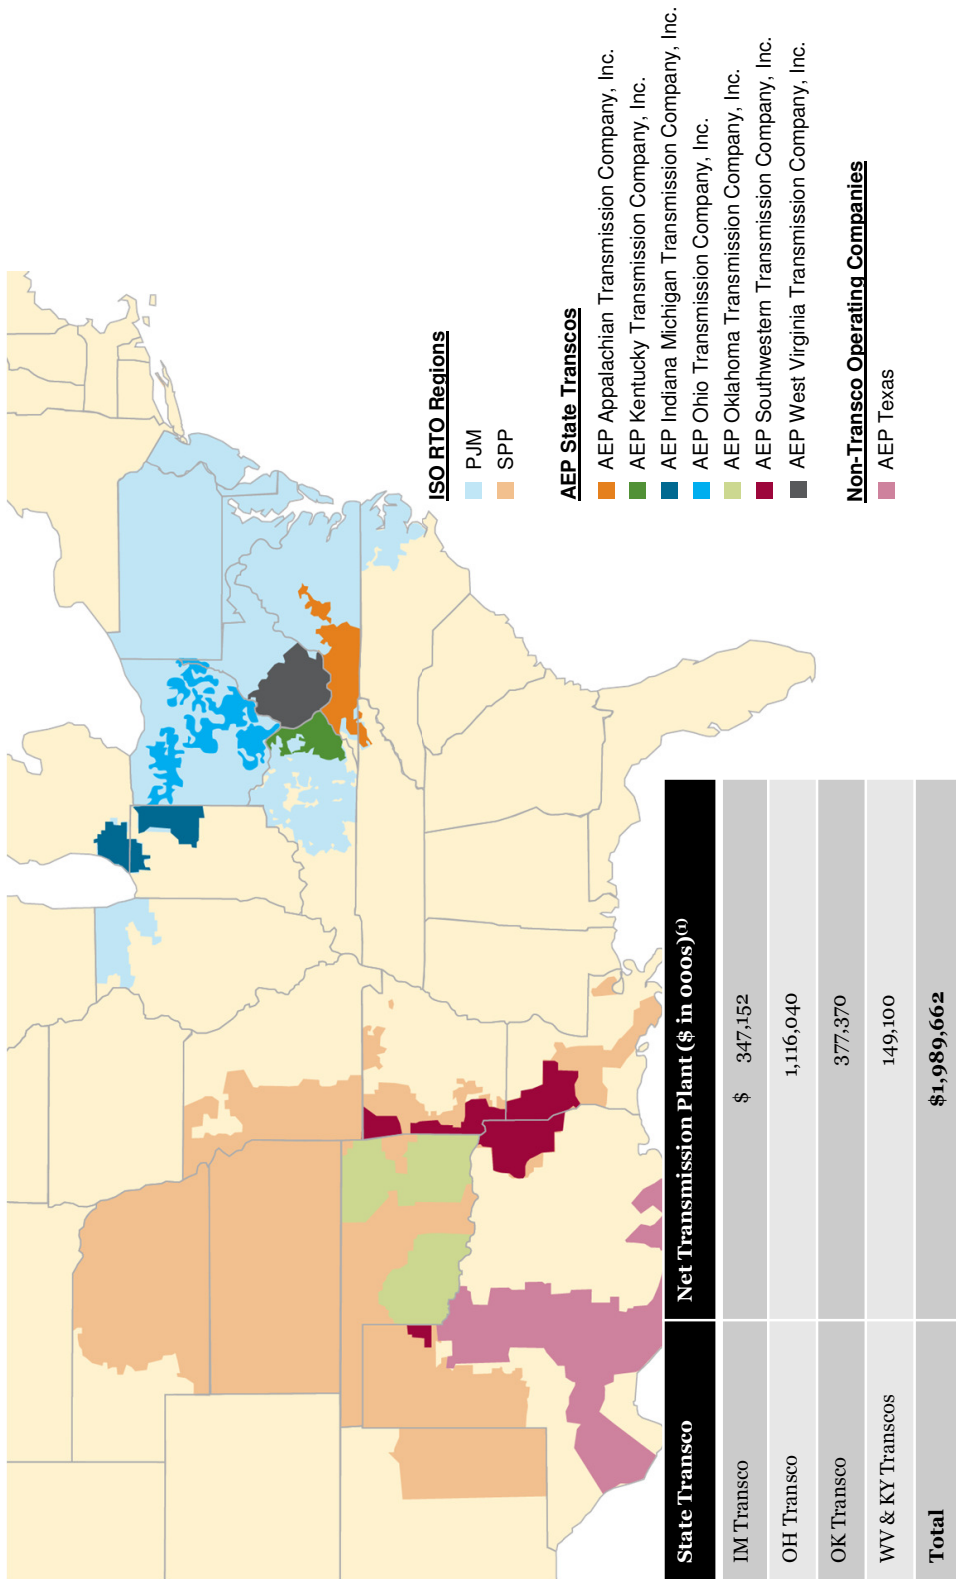 ISO RTO Regions
PJM
SPP
AEP State Transcos
AEP Appalachian Transmission Company, Inc.
AEP Kentucky Transmission Company, Inc.
AEP Indiana Michigan Transmission Company, Inc.
AEP Ohio Transmission Company, Inc.
AEP Oklahoma Transmission Company, Inc.
AEP Southwestern Transmission Company, Inc.
AEP West Virginia Transmission Company, Inc.
Non-Transco Operating Companies
AEP Texas
State Transco Net Transmission Plant ($ in 000s)(1)
IM Transco $ 347,152
OH Transco 1,116,040
OK Transco 377,370
WV & KY Transcos 149,100
Total $1,989,662